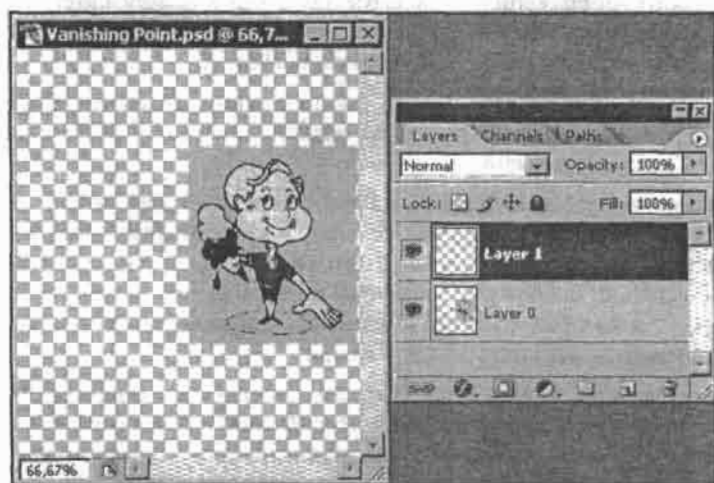 Vanishing Point.psd @ 66,7...
Layers Channels Paths
Normal Opacity: 100%
Lock: Fill: 100%
Layer 1
Layer 0
66,67%